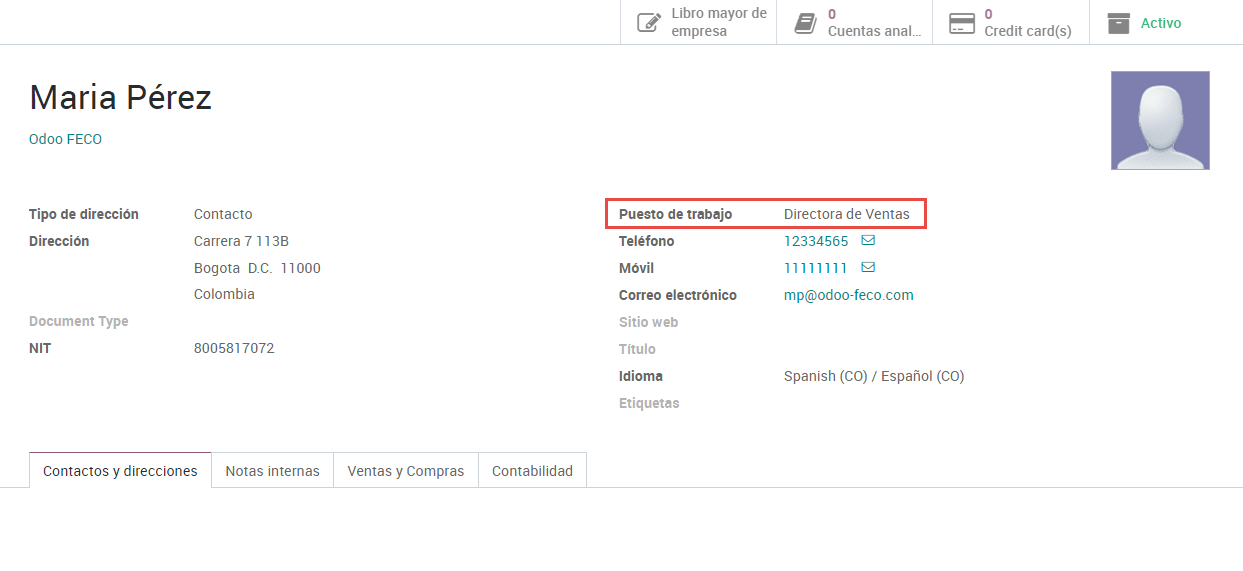 Libro mayor de
empresa
0
Cuentas anal...
0
Credit card(s)
Activo
Maria Pérez
Odoo FECO
Tipo de dirección Contacto
Dirección Carrera 7 113B
Bogota D.C. 11000
Colombia
Document Type
NIT 8005817072
Puesto de trabajo Directora de Ventas
Teléfono 12334565
Móvil 11111111
Correo electrónico mp@odoo-feco.com
Sitio web
Título
Idioma Spanish (CO) / Español (CO)
Etiquetas
Contactos y direcciones Notas internas Ventas y Compras Contabilidad